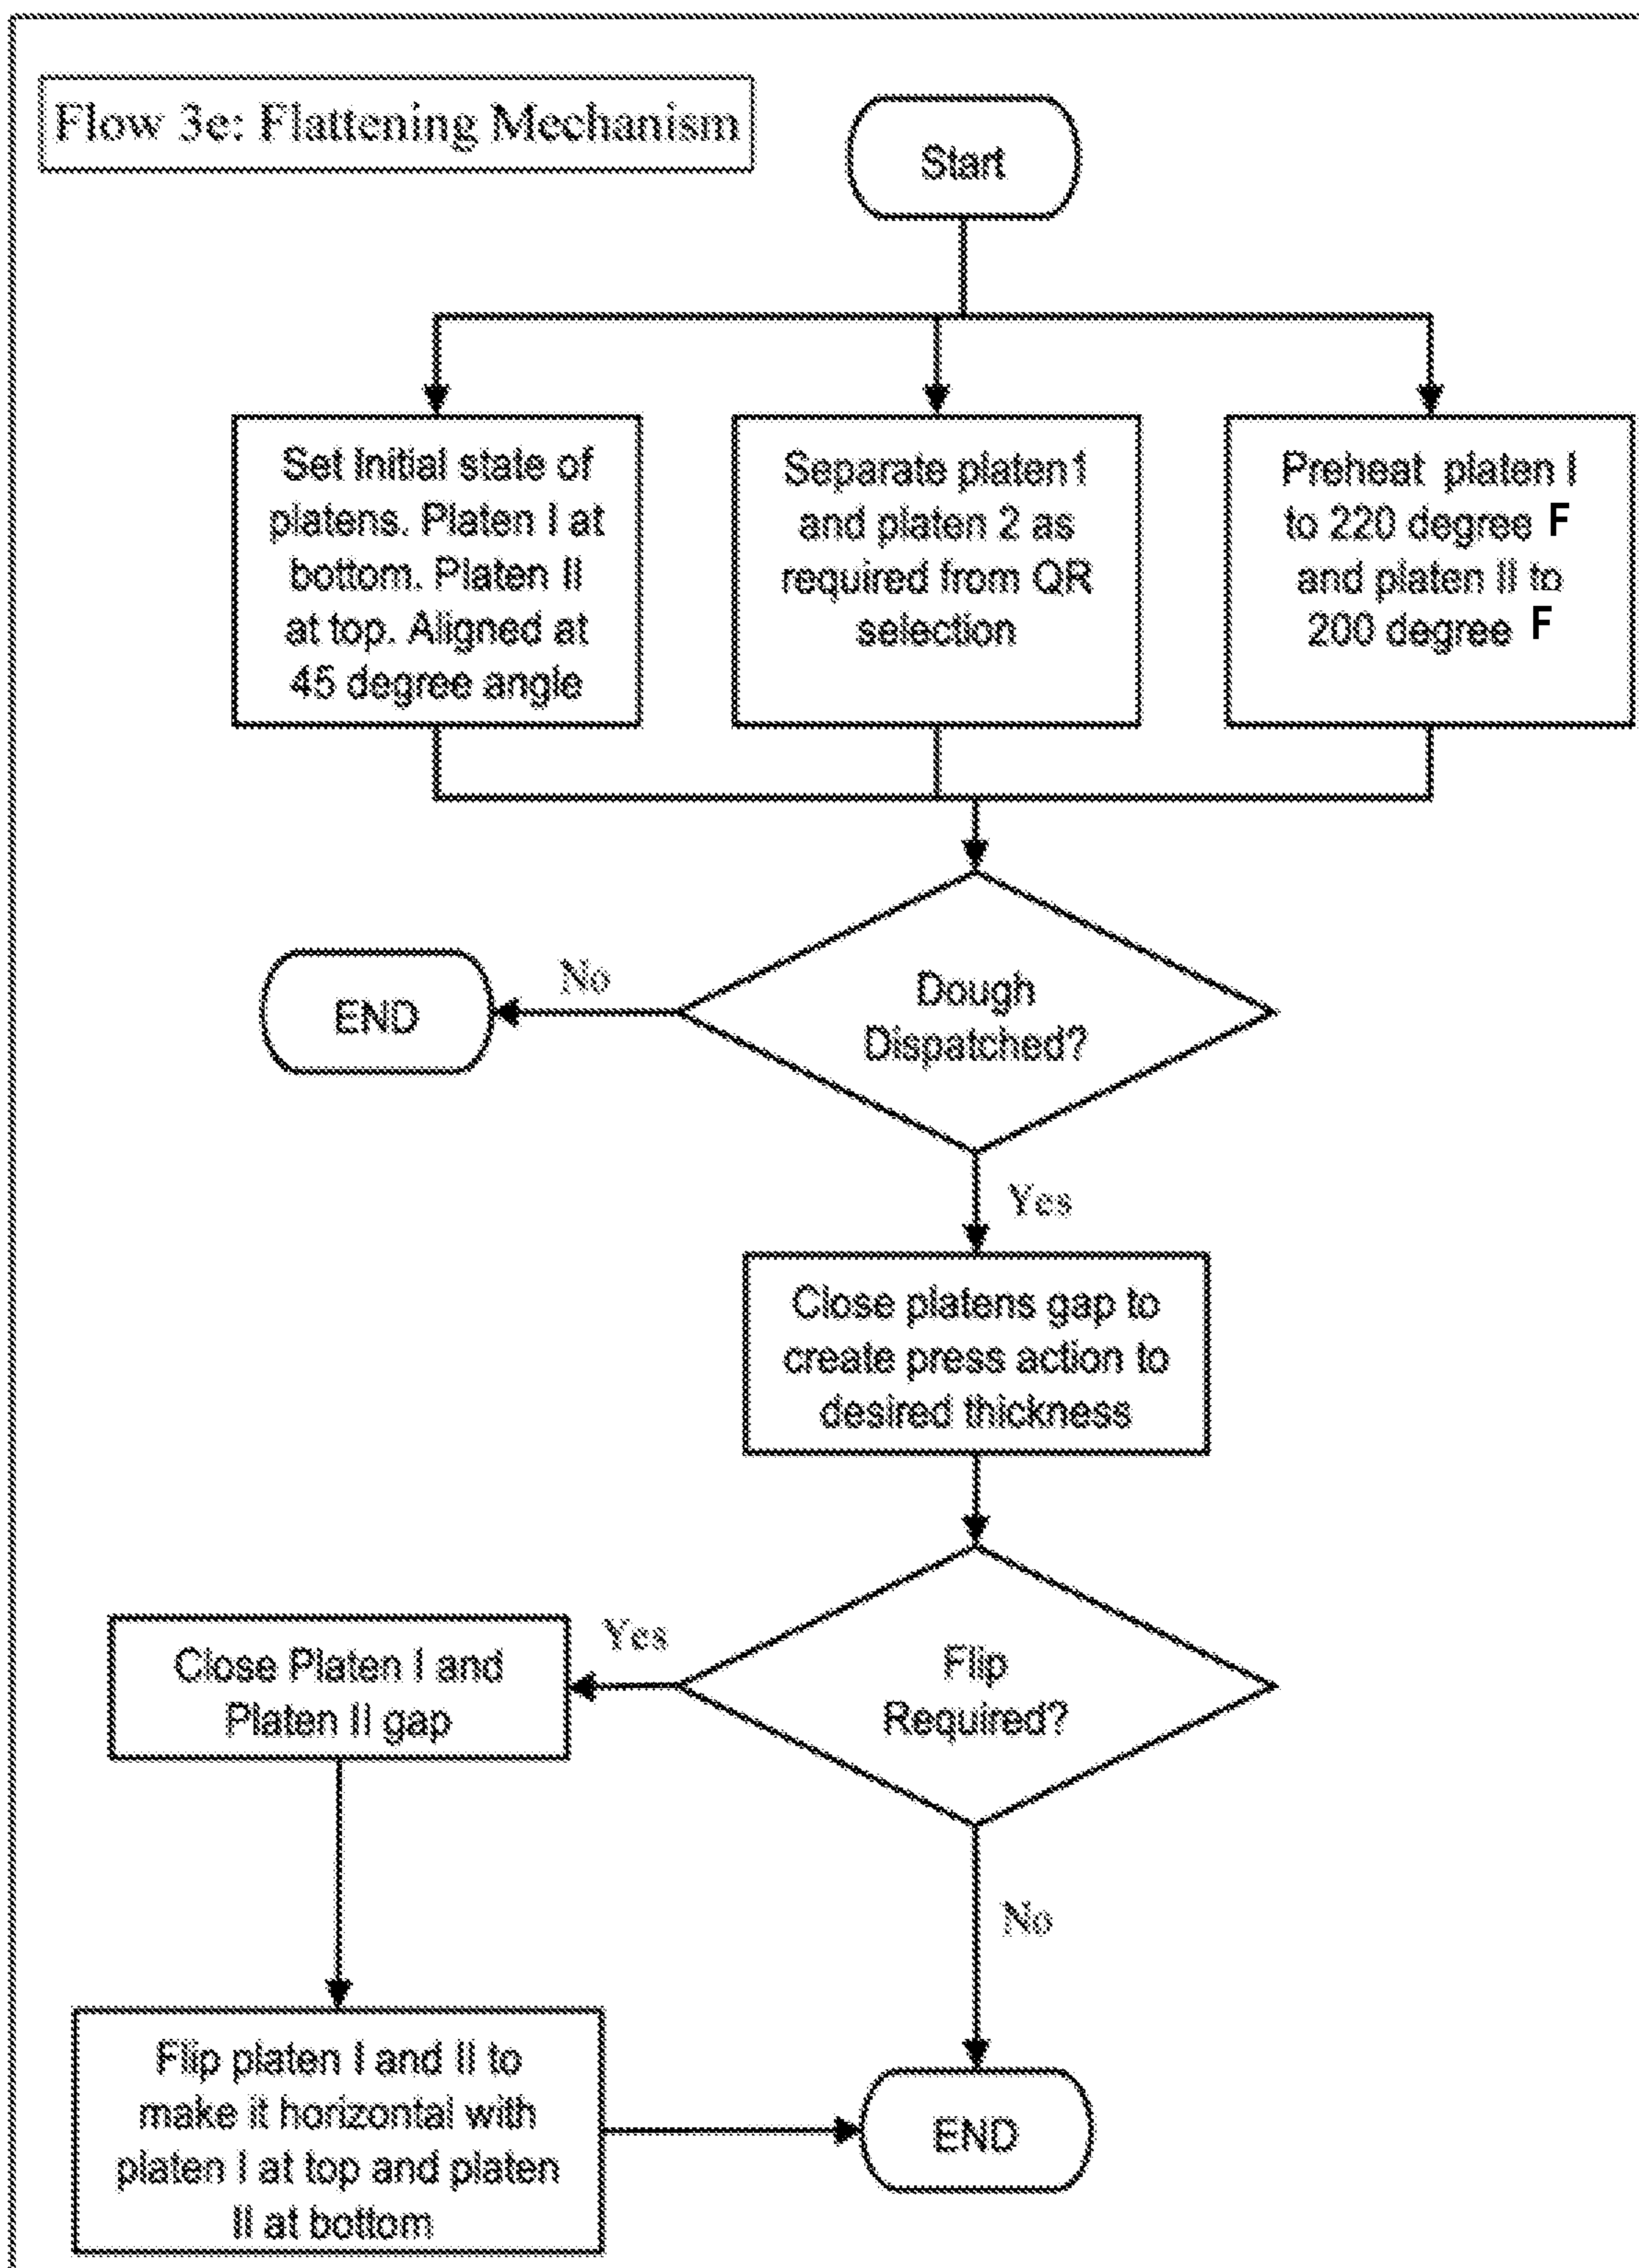 Flow 3e: Flattening Mechanism
Start
Set Initial state of
platens. Platen I at
bottom. Platen II
at top. Aligned at
45 degree angle
Separate platen1
and platen 2 as
required from QR
selection
Preheat platen I
to 220 degree F
and platen II to
200 degree F
Dough
Dispatched?
No
END
Yes
Close platens gap to
create press action to
desired thickness
Flip
Required?
Yes
Close Platen I and
Platen II gap
No
Flip platen I and II to
make it horizontal with
platen I at top and platen
II at bottom
END